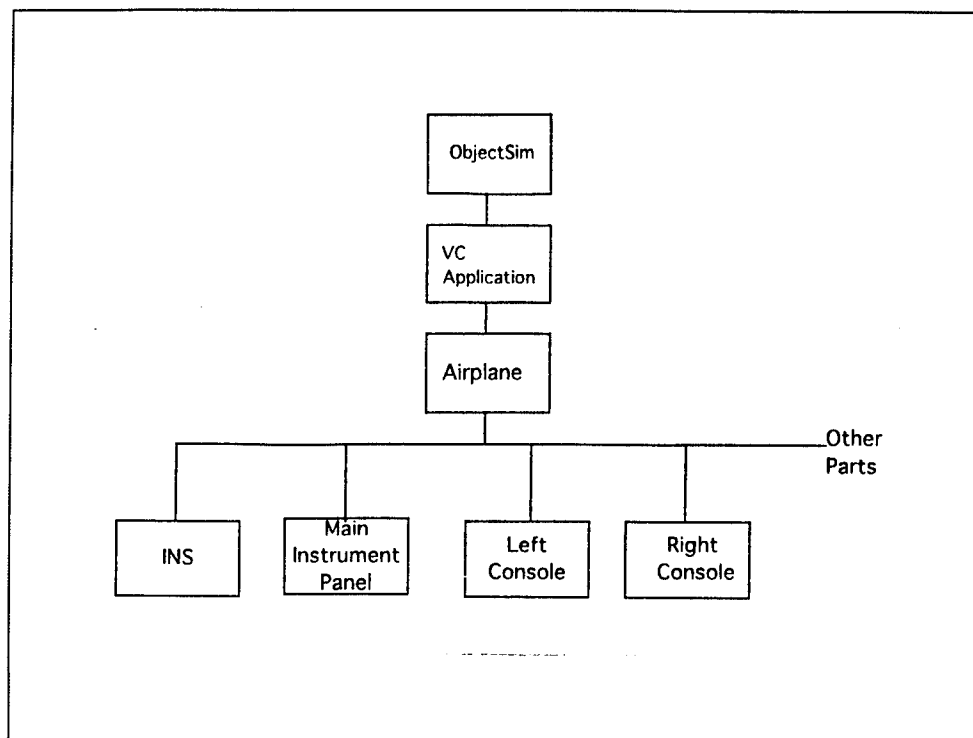 ObjectSim
VC
Application
Airplane
Other
Parts
INS
Main
Instrument
Panel
Left
Console
Right
Console